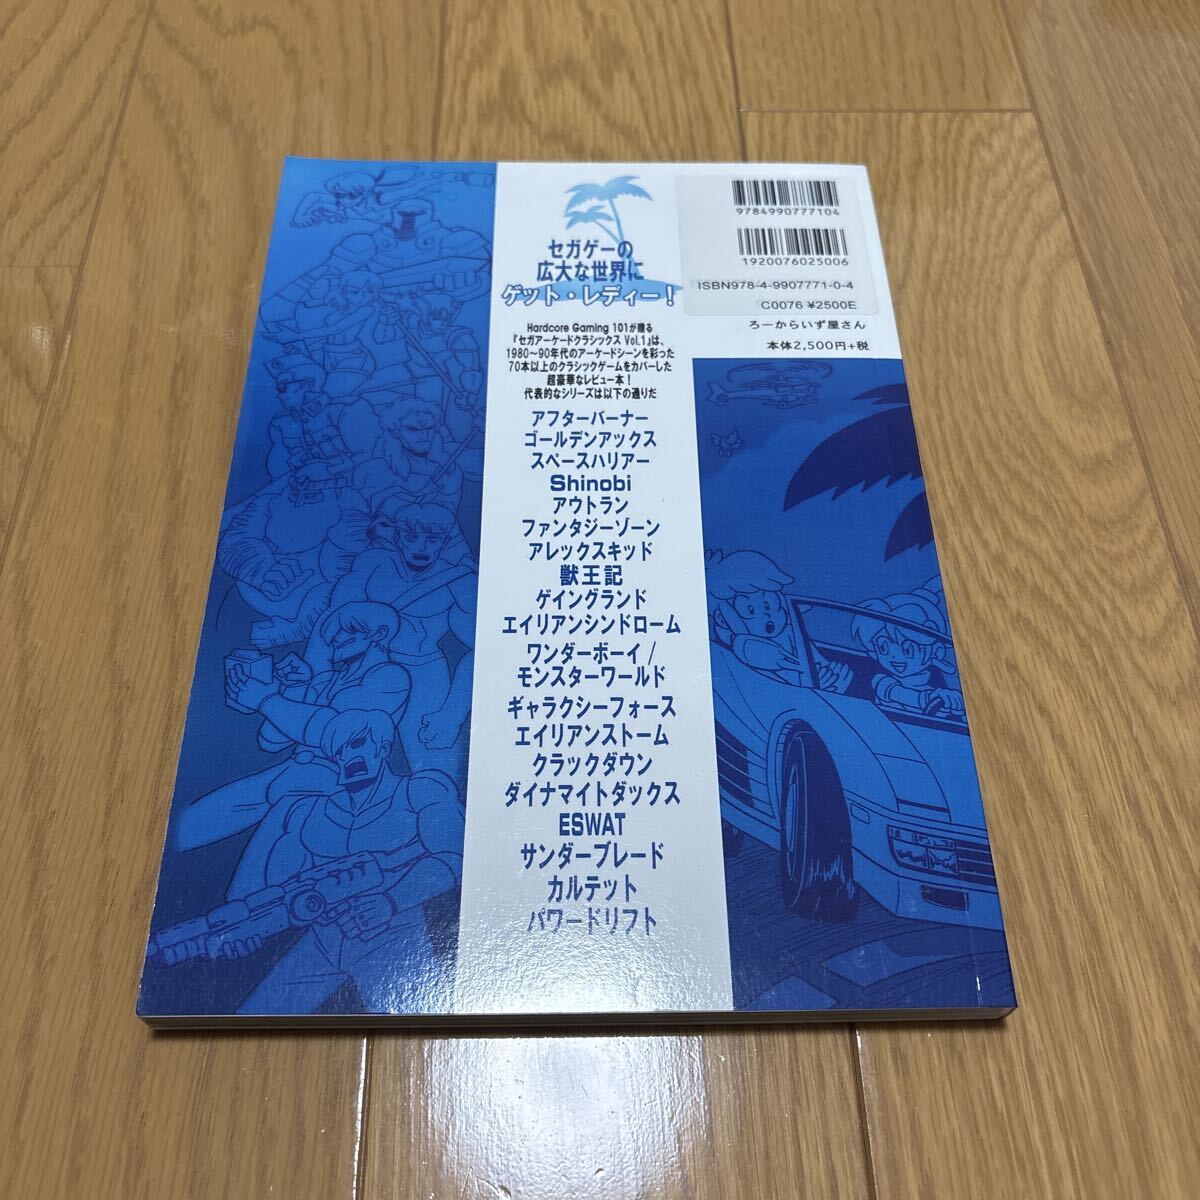 セガゲーの
広大な世界に
ゲット・レディー！
Hardcore Gaming 101が贈る
『セガアーケードクラシックス Vol.1』は、
1980～90年代のアーケードシーンを彩った
70本以上のクラシックゲームをカバーした
超豪華なレビュー本！
代表的なシリーズは以下の通りだ
アフターバーナー
ゴールデンアックス
スペースハリアー
Shinobi
アウトラン
ファンタジーゾーン
アレックスキッド
獣王記
ゲイングランド
エイリアンシンドローム
ワンダーボーイ /
モンスターワールド
ギャラクシーフォース
エイリアンストーム
クラックダウン
ダイナマイトダックス
ESWAT
サンダーブレード
カルテット
パワードリフト
9784990777104
1920076025006
ISBN978-4-9907771-0-4
C0076 ¥2500E
ろーからいず屋さん
本体2,500円+税